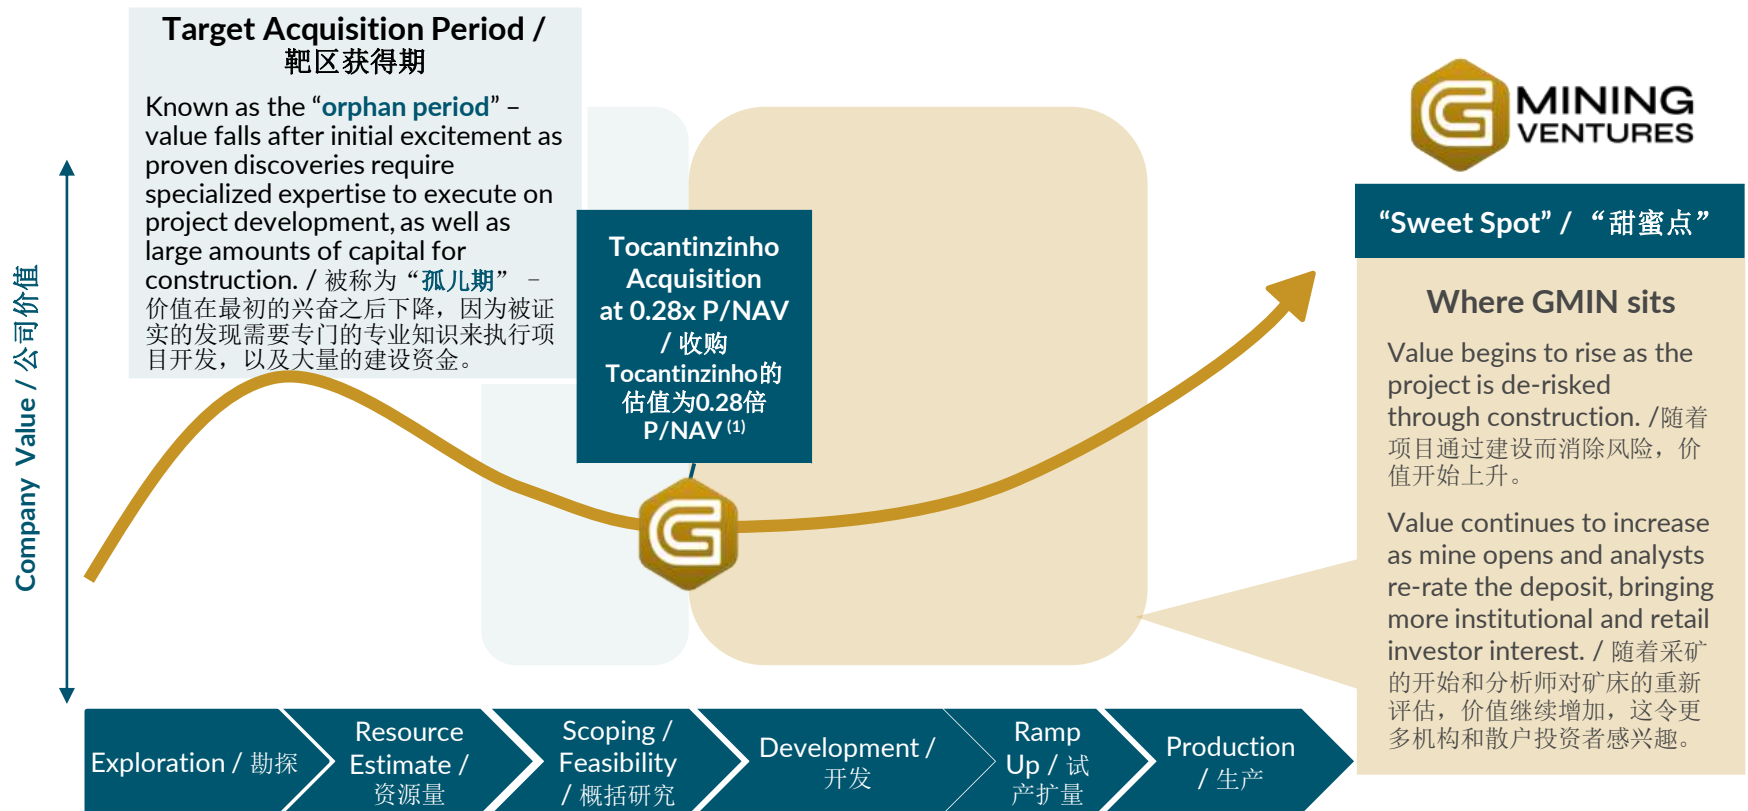 Target Acquisition Period /
靶区获得期
Known as the “orphan period” –
value falls after initial excitement as
proven discoveries require
specialized expertise to execute on
project development, as well as
large amounts of capital for
construction. / 被称为“孤儿期” –
价值在最初的兴奋之后下降，因为被证
实的发现需要专门的专业知识来执行项
目开发，以及大量的建设资金。
Company Value / 公司价值
Tocantinzinho
Acquisition
at 0.28x P/NAV
/ 收购
Tocantinzinho的
估值为0.28倍
P/NAV (1)
G
G MINING
VENTURES
“Sweet Spot” / “甜蜜点”
Where GMIN sits
Value begins to rise as the
project is de-risked
through construction. /随着
项目通过建设而消除风险，价
值开始上升。
Value continues to increase
as mine opens and analysts
re-rate the deposit, bringing
more institutional and retail
investor interest. / 随着采矿
的开始和分析师对矿床的重新
评估，价值继续增加，这令更
多机构和散户投资者感兴趣。
Exploration / 勘探
Resource
Estimate /
资源量
Scoping /
Feasibility
/ 概括研究
Development /
开发
Ramp
Up / 试
产扩量
Production
/ 生产